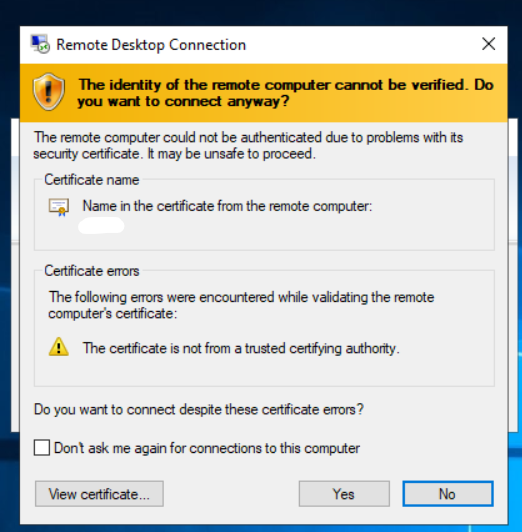 Remote Desktop Connection
The identity of the remote computer cannot be verified. Do
you want to connect anyway?
The remote computer could not be authenticated due to problems with its
security certificate. It may be unsafe to proceed.
Certificate name
Name in the certificate from the remote computer:
Certificate errors
The following errors were encountered while validating the remote
computer's certificate:
The certificate is not from a trusted certifying authority.
Do you want to connect despite these certificate errors?
Don't ask me again for connections to this computer
View certificate...
Yes
No